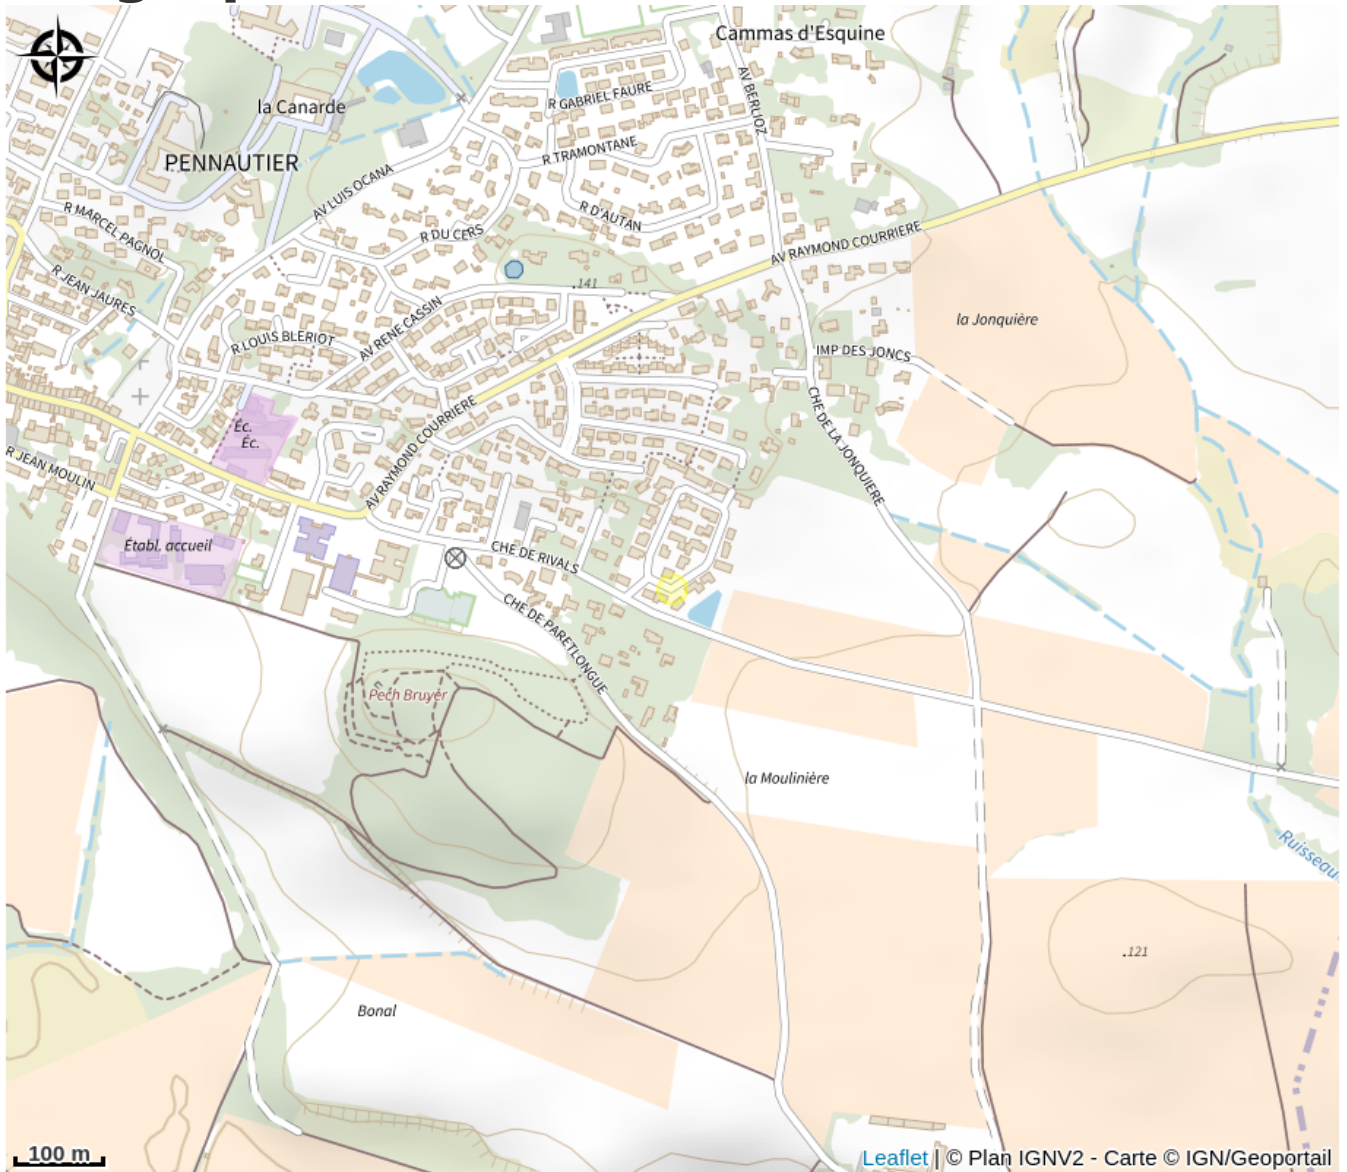 Cammas d'Esquine
la Canarde
R GABRIEL FAURE
AV BERLIOZ
PENNAUTIER
R TRAMONTANE
AV LUIS OCANA
R MARCEL PAGNOL
R D'AUTAN
R DU CERS
AV RAYMOND COURRIERE
R JEAN JAURES
.141
AV RENE CASSIN
la Jonquière
R LOUIS BLERIOT
IMP DES JONCS
CHE DE LA JONQUIERE
AV RAYMOND COURRIERE
Éc.
Éc.
R JEAN MOULIN
Établ. accueil
CHE DE RIVALS
CHE DE PARETLONGUE
Pech Bruyér
la Moulinière
Ruisseau
.121
Bonal
100 m
Leaflet | © Plan IGNV2 - Carte © IGN/Geoportail